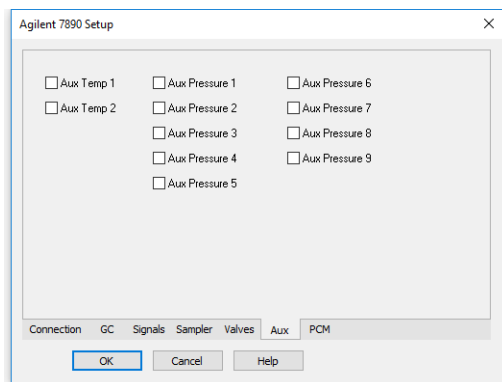 Agilent 7890 Setup
Aux Temp 1 Aux Pressure 1 Aux Pressure 6
Aux Temp 2 Aux Pressure 2 Aux Pressure 7
Aux Pressure 3 Aux Pressure 8
Aux Pressure 4 Aux Pressure 9
Aux Pressure 5
Connection GC Signals Sampler Valves Aux PCM
OK Cancel Help